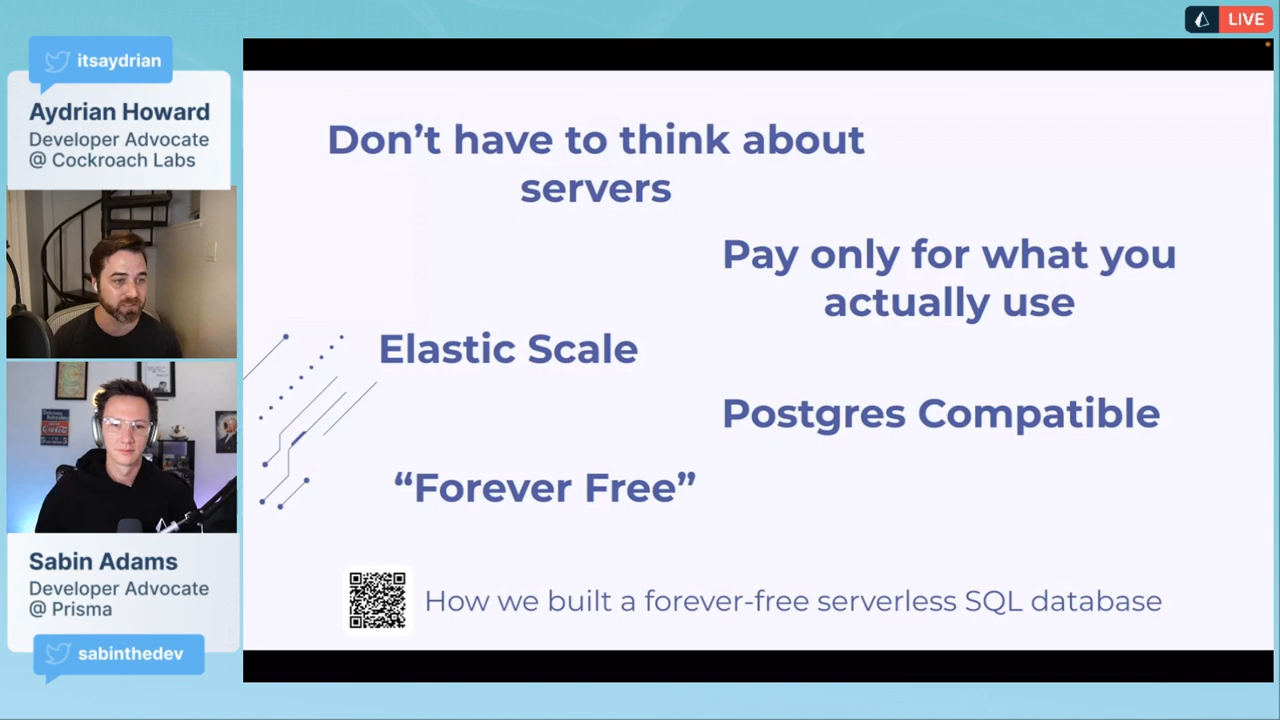 LIVE
itsaydrian
Aydrian Howard
Developer Advocate
@ Cockroach Labs
Don’t have to think about
servers
Pay only for what you
actually use
Elastic Scale
Postgres Compatible
“Forever Free”
How we built a forever-free serverless SQL database
Sabin Adams
Developer Advocate
@ Prisma
sabinthedev